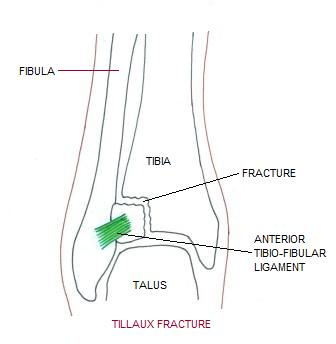 FIBULA
TIBIA
FRACTURE
ANTERIOR
TIBIO-FIBULAR
LIGAMENT
TALUS
TILLAUX FRACTURE